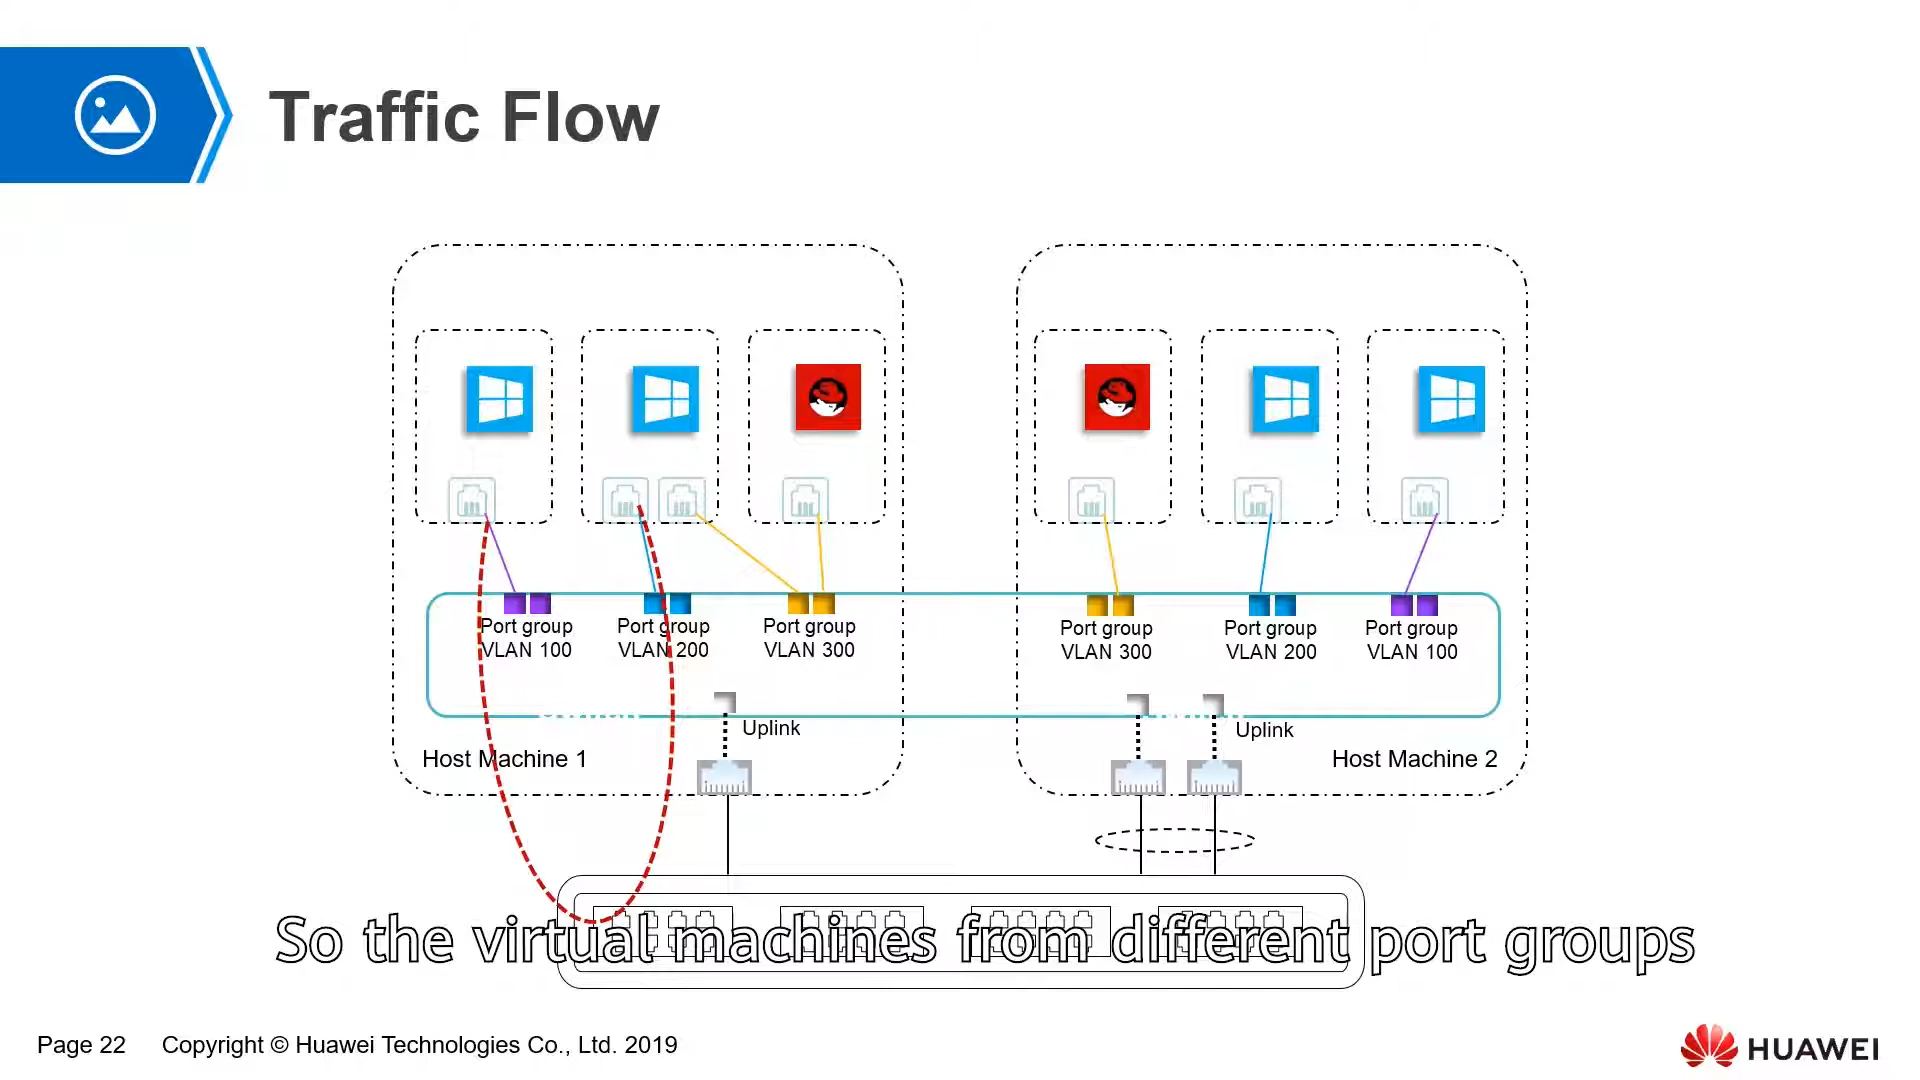 Traffic Flow
Port group
VLAN 100
Port group
VLAN 200
Port group
VLAN 300
Port group
VLAN 300
Port group
VLAN 200
Port group
VLAN 100
Uplink
Uplink
Host Machine 1
Host Machine 2
So the virtual machines from different port groups
Page 22
Copyright © Huawei Technologies Co., Ltd. 2019
HUAWEI